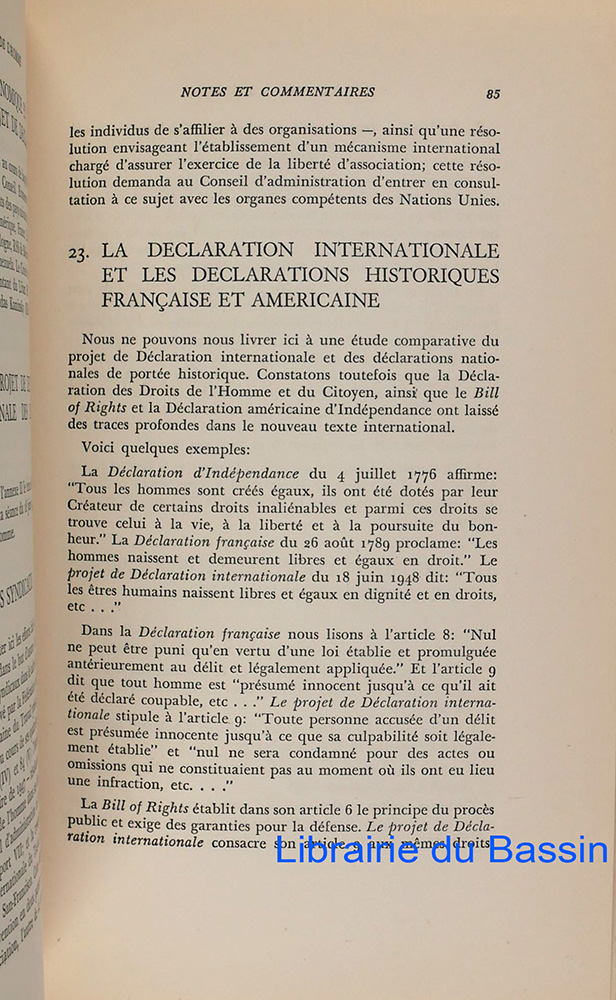 NOTES ET COMMENTAIRES 85
les individus de s'affilier à des organisations —, ainsi qu'une réso-
lution envisageant l'établissement d'un mécanisme international
chargé d'assurer l'exercice de la liberté d'association; cette réso-
lution demanda au Conseil d'administration d'entrer en consul-
tation à ce sujet avec les organes compétents des Nations Unies.
23. LA DECLARATION INTERNATIONALE
ET LES DECLARATIONS HISTORIQUES
FRANÇAISE ET AMERICAINE
Nous ne pouvons nous livrer ici à une étude comparative du
projet de Déclaration internationale et des déclarations natio-
nales de portée historique. Constatons toutefois que la Décla-
ration des Droits de l'Homme et du Citoyen, ainsi que le Bill
of Rights et la Déclaration américaine d'Indépendance ont laissé
des traces profondes dans le nouveau texte international.
Voici quelques exemples:
La Déclaration d'Indépendance du 4 juillet 1776 affirme:
"Tous les hommes sont créés égaux, ils ont été dotés par leur
Créateur de certains droits inaliénables et parmi ces droits se
trouve celui à la vie, à la liberté et à la poursuite du bon-
heur." La Déclaration française du 26 août 1789 proclame: "Les
hommes naissent et demeurent libres et égaux en droit." Le
projet de Déclaration internationale du 18 juin 1948 dit: "Tous
les êtres humains naissent libres et égaux en dignité et en droits,
etc . . ."
Dans la Déclaration française nous lisons à l'article 8: "Nul
ne peut être puni qu'en vertu d'une loi établie et promulguée
antérieurement au délit et légalement appliquée." Et l'article 9
dit que tout homme est "présumé innocent jusqu'à ce qu'il ait
été déclaré coupable, etc . . ." Le projet de Déclaration interna-
tionale stipule à l'article 9: "Toute personne accusée d'un délit
est présumée innocente jusqu'à ce que sa culpabilité soit légale-
ment établie" et "nul ne sera condamné pour des actes ou
omissions qui ne constituaient pas au moment où ils ont eu lieu
une infraction, etc. . . ."
La Bill of Rights établit dans son article 6 le principe du procès
public et exige des garanties pour la défense. Le projet de Décla-
ration internationale consacre son article 9 aux mêmes droits
Librairie du Bassin